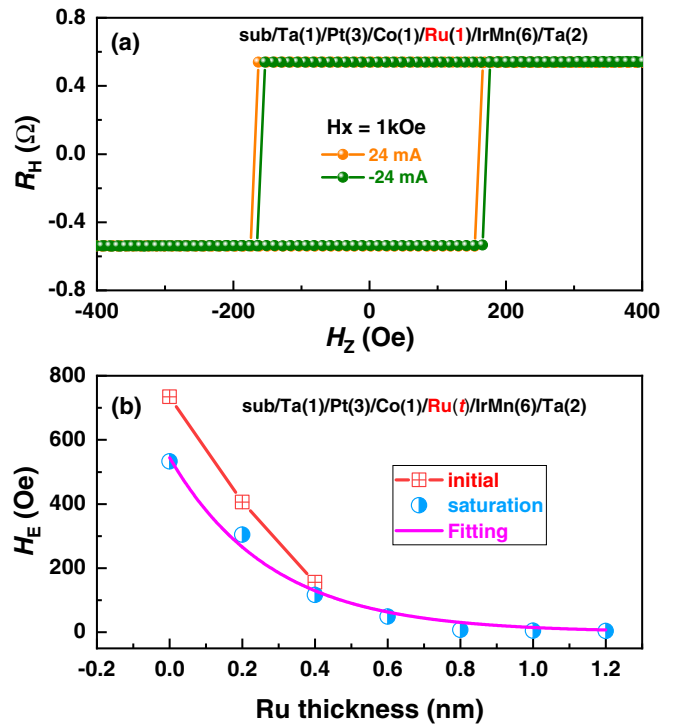 (a)
sub/Ta(1)/Pt(3)/Co(1)/Ru(1)/IrMn(6)/Ta(2)
Hx = 1kOe
24 mA
-24 mA
R_H (Ω)
0.8
0.4
0.0
-0.4
-0.8
-400 -200 0 200 400
H_Z (Oe)
(b)
sub/Ta(1)/Pt(3)/Co(1)/Ru(t)/IrMn(6)/Ta(2)
initial
saturation
Fitting
H_E (Oe)
800
600
400
200
0
-0.2 0.0 0.2 0.4 0.6 0.8 1.0 1.2
Ru thickness (nm)